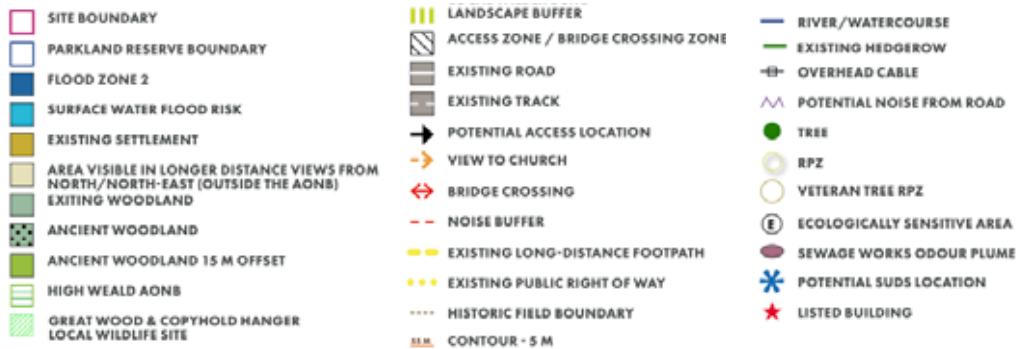 SITE BOUNDARY
PARKLAND RESERVE BOUNDARY
FLOOD ZONE 2
SURFACE WATER FLOOD RISK
EXISTING SETTLEMENT
AREA VISIBLE IN LONGER DISTANCE VIEWS FROM
NORTH/NORTH-EAST (OUTSIDE THE AONB)
EXITING WOODLAND
ANCIENT WOODLAND
ANCIENT WOODLAND 15 M OFFSET
HIGH WEALD AONB
GREAT WOOD & COPYHOLD HANGER
LOCAL WILDLIFE SITE
LANDSCAPE BUFFER
ACCESS ZONE / BRIDGE CROSSING ZONE
EXISTING ROAD
EXISTING TRACK
POTENTIAL ACCESS LOCATION
VIEW TO CHURCH
BRIDGE CROSSING
NOISE BUFFER
EXISTING LONG-DISTANCE FOOTPATH
EXISTING PUBLIC RIGHT OF WAY
HISTORIC FIELD BOUNDARY
CONTOUR - 5 M
RIVER/WATERCOURSE
EXISTING HEDGEROW
OVERHEAD CABLE
POTENTIAL NOISE FROM ROAD
TREE
RPZ
VETERAN TREE RPZ
E ECOLOGICALLY SENSITIVE AREA
SEWAGE WORKS ODOUR PLUME
POTENTIAL SUDS LOCATION
LISTED BUILDING